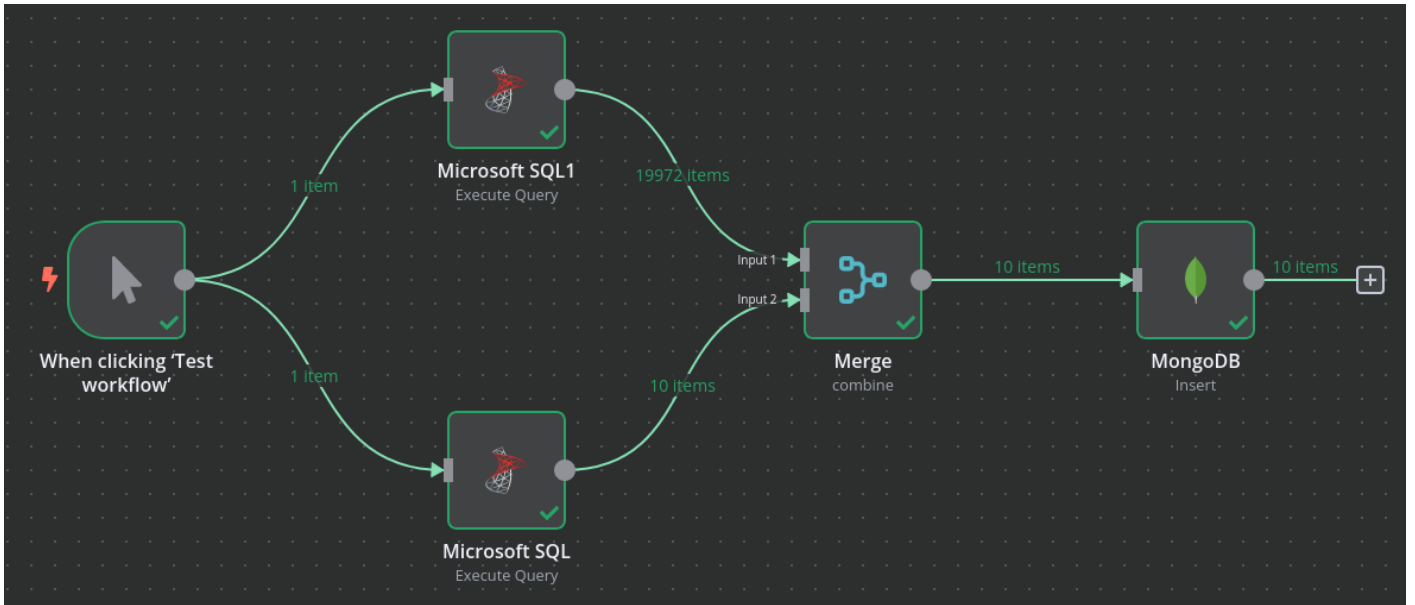 Microsoft SQL1
Execute Query
1 item
19972 items
When clicking ‘Test
workflow’
Input 1
Input 2
Merge
combine
10 items
MongoDB
Insert
10 items
1 item
10 items
Microsoft SQL
Execute Query